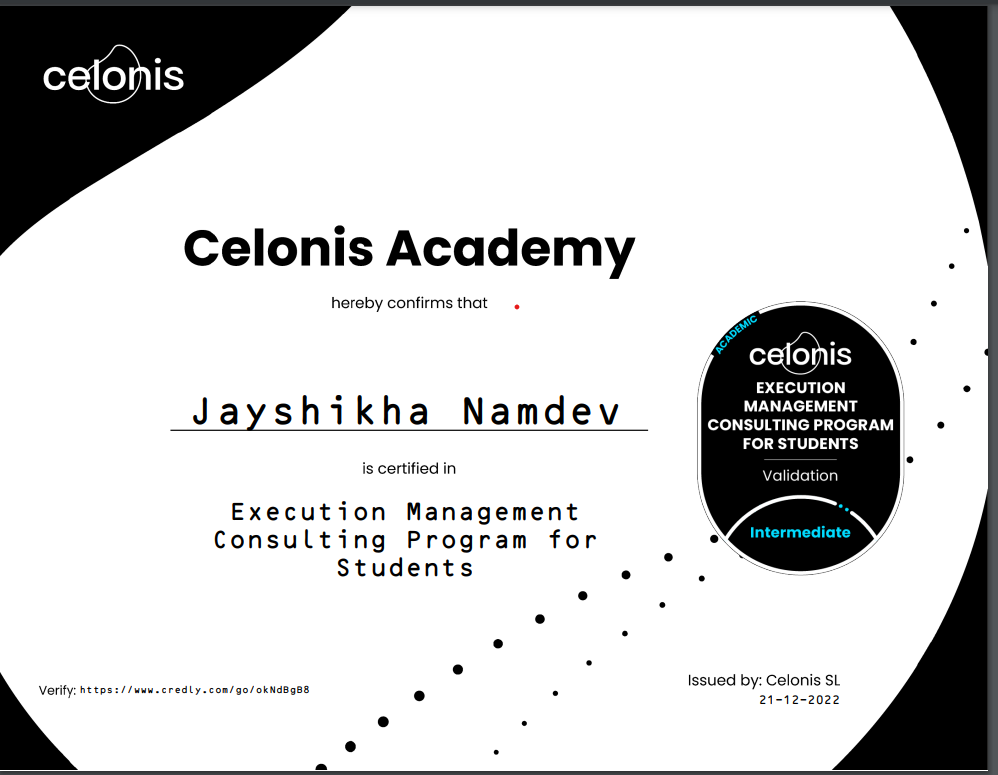 celonis
Celonis Academy
hereby confirms that
Jayshikha Namdev
is certified in
Execution Management
Consulting Program for
Students
ACADEMIC
celonis
EXECUTION
MANAGEMENT
CONSULTING PROGRAM
FOR STUDENTS
Validation
Intermediate
Verify: https://www.credly.com/go/okNdBgB8
Issued by: Celonis SL
21-12-2022